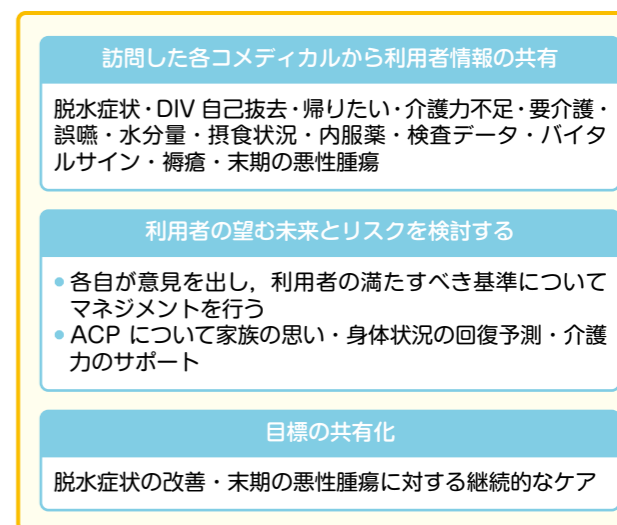 訪問した各コメディカルから利用者情報の共有
脱水症状・DIV 自己抜去・帰りたい・介護力不足・要介護・
誤嚥・水分量・摂食状況・内服薬・検査データ・バイタ
ルサイン・褥瘡・末期の悪性腫瘍
利用者の望む未来とリスクを検討する
● 各自が意見を出し，利用者の満たすべき基準について
マネジメントを行う
● ACP について家族の思い・身体状況の回復予測・介護
力のサポート
目標の共有化
脱水症状の改善・末期の悪性腫瘍に対する継続的なケア